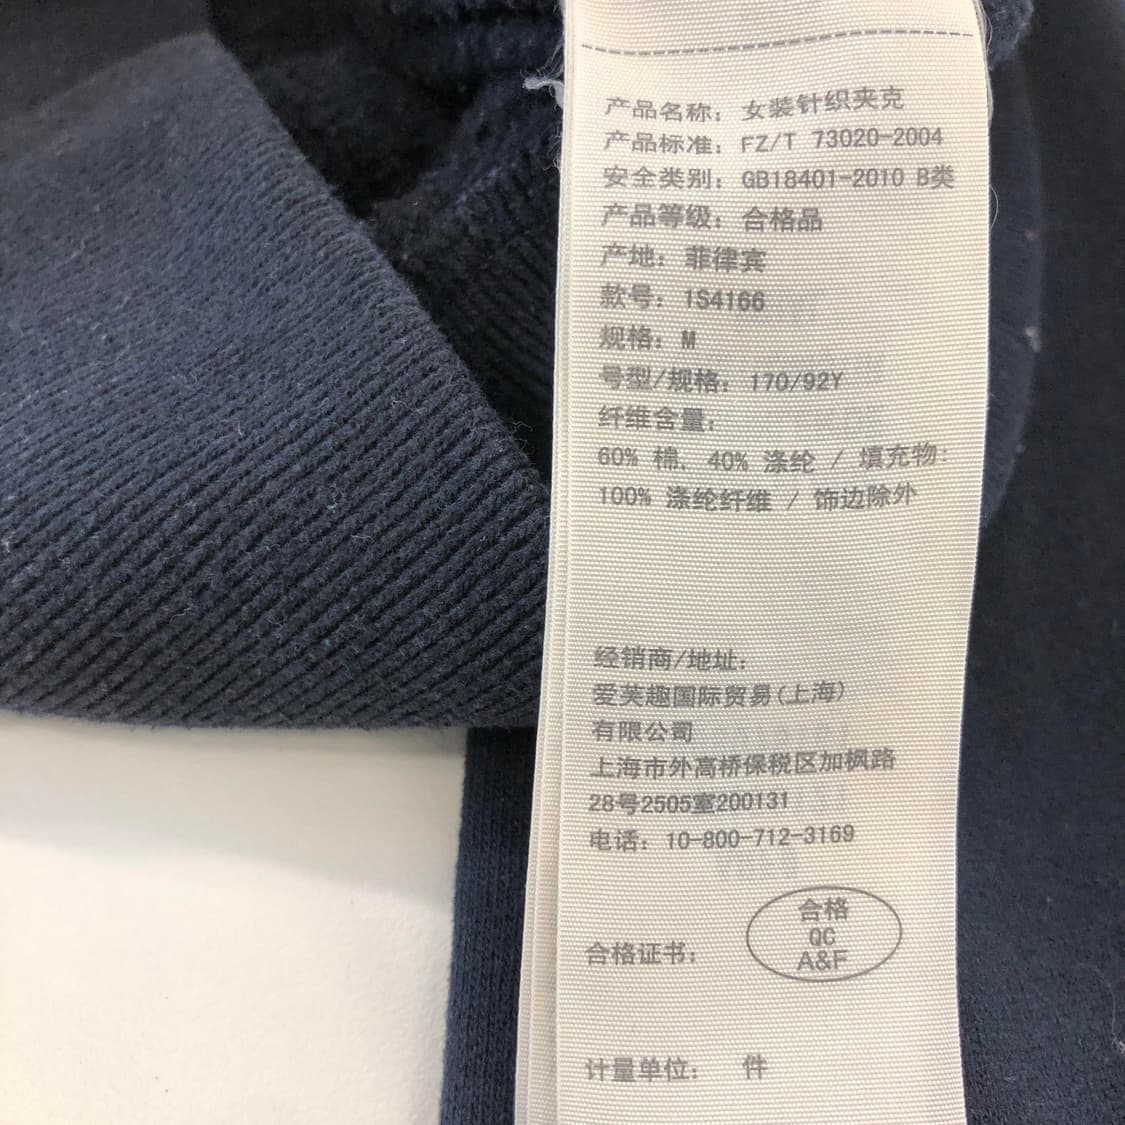 产品名称: 女装针织夹克
产品标准: FZ/T 73020-2004
安全类别: GB18401-2010 B类
产品等级: 合格品
产地: 菲律宾
款号: 1S4166
规格: M
号型/规格: 170/92Y
纤维含量:
60% 棉, 40% 涤纶 / 填充物:
100% 涤纶纤维 / 饰边除外
经销商/地址:
爱芙趣国际贸易(上海)
有限公司
上海市外高桥保税区加枫路
28号2505室200131
电话: 10-800-712-3169
合格
QC
A&F
合格证书:
计量单位: 件